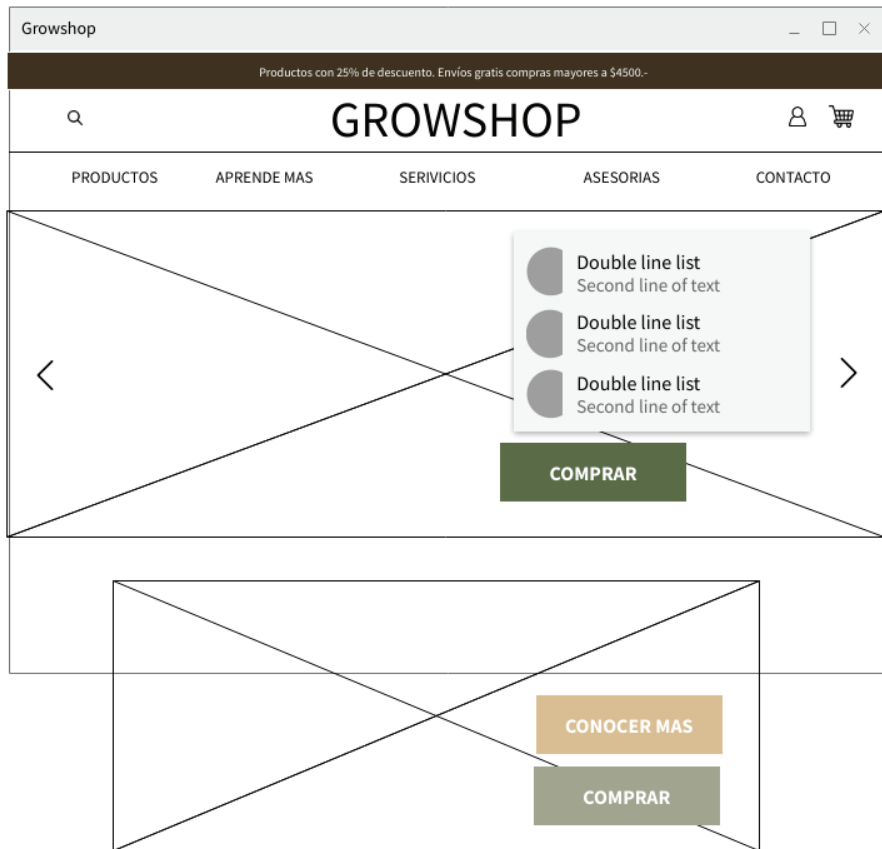 Growshop
Productos con 25% de descuento. Envíos gratis compras mayores a $4500.-
GROWSHOP
PRODUCTOS APRENDE MAS SERIVICIOS ASESORIAS CONTACTO
Double line list
Second line of text
Double line list
Second line of text
Double line list
Second line of text
COMPRAR
CONOCER MAS
COMPRAR